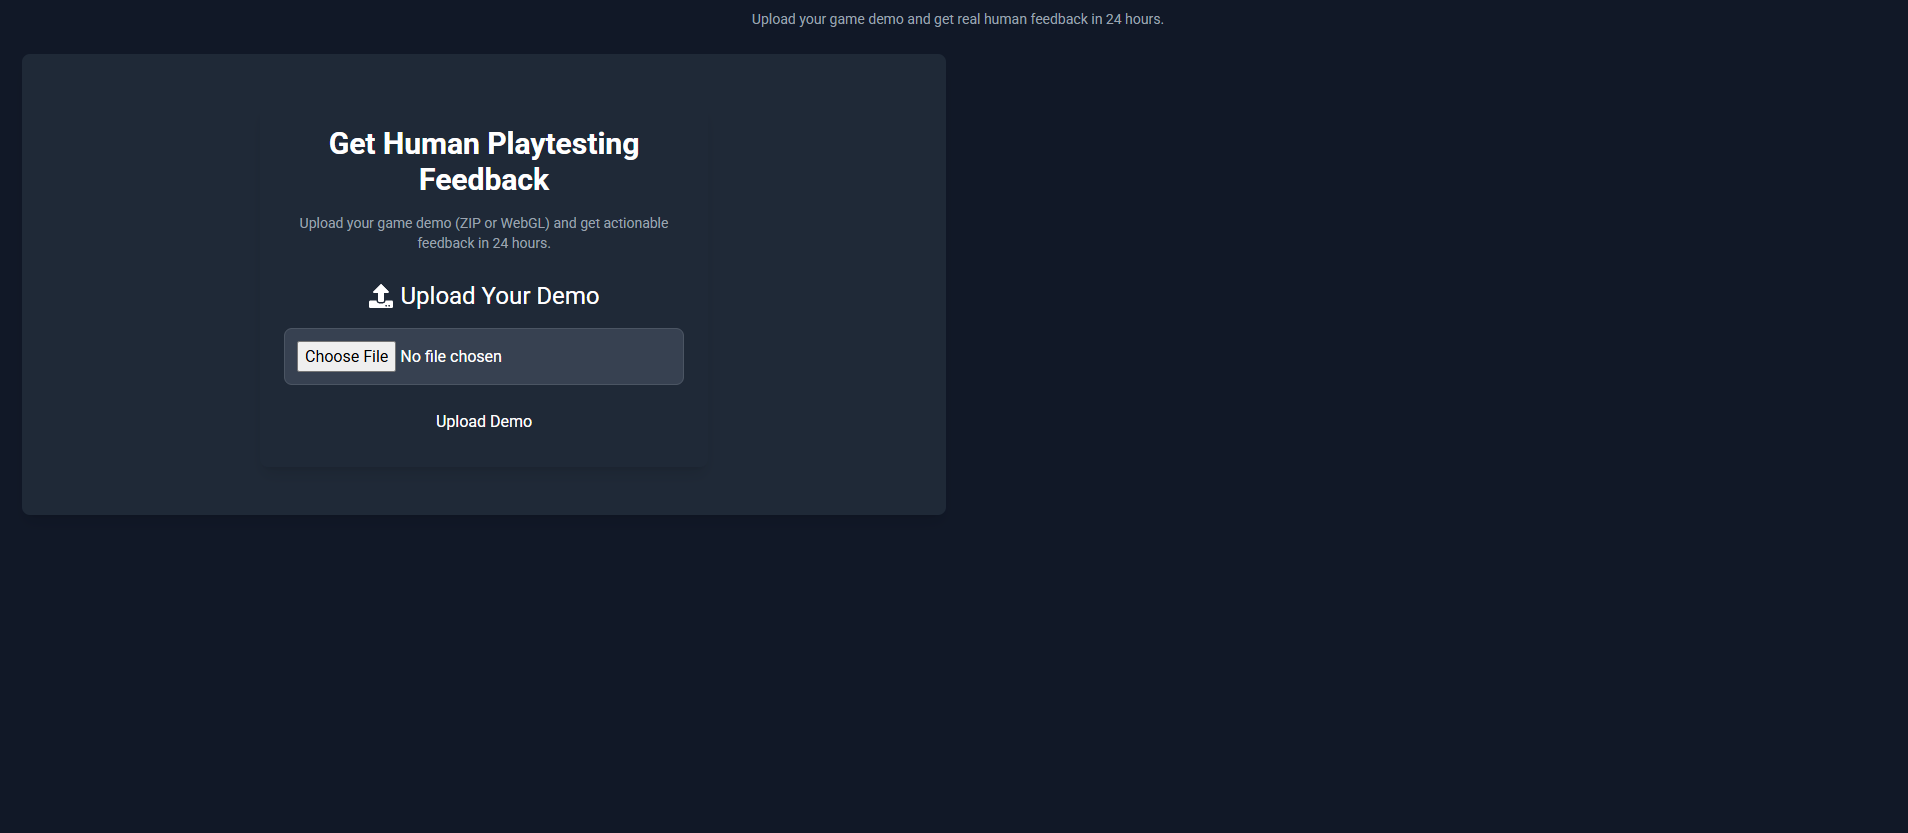 Upload your game demo and get real human feedback in 24 hours.
Get Human Playtesting
Feedback
Upload your game demo (ZIP or WebGL) and get actionable
feedback in 24 hours.
Upload Your Demo
Choose File No file chosen
Upload Demo